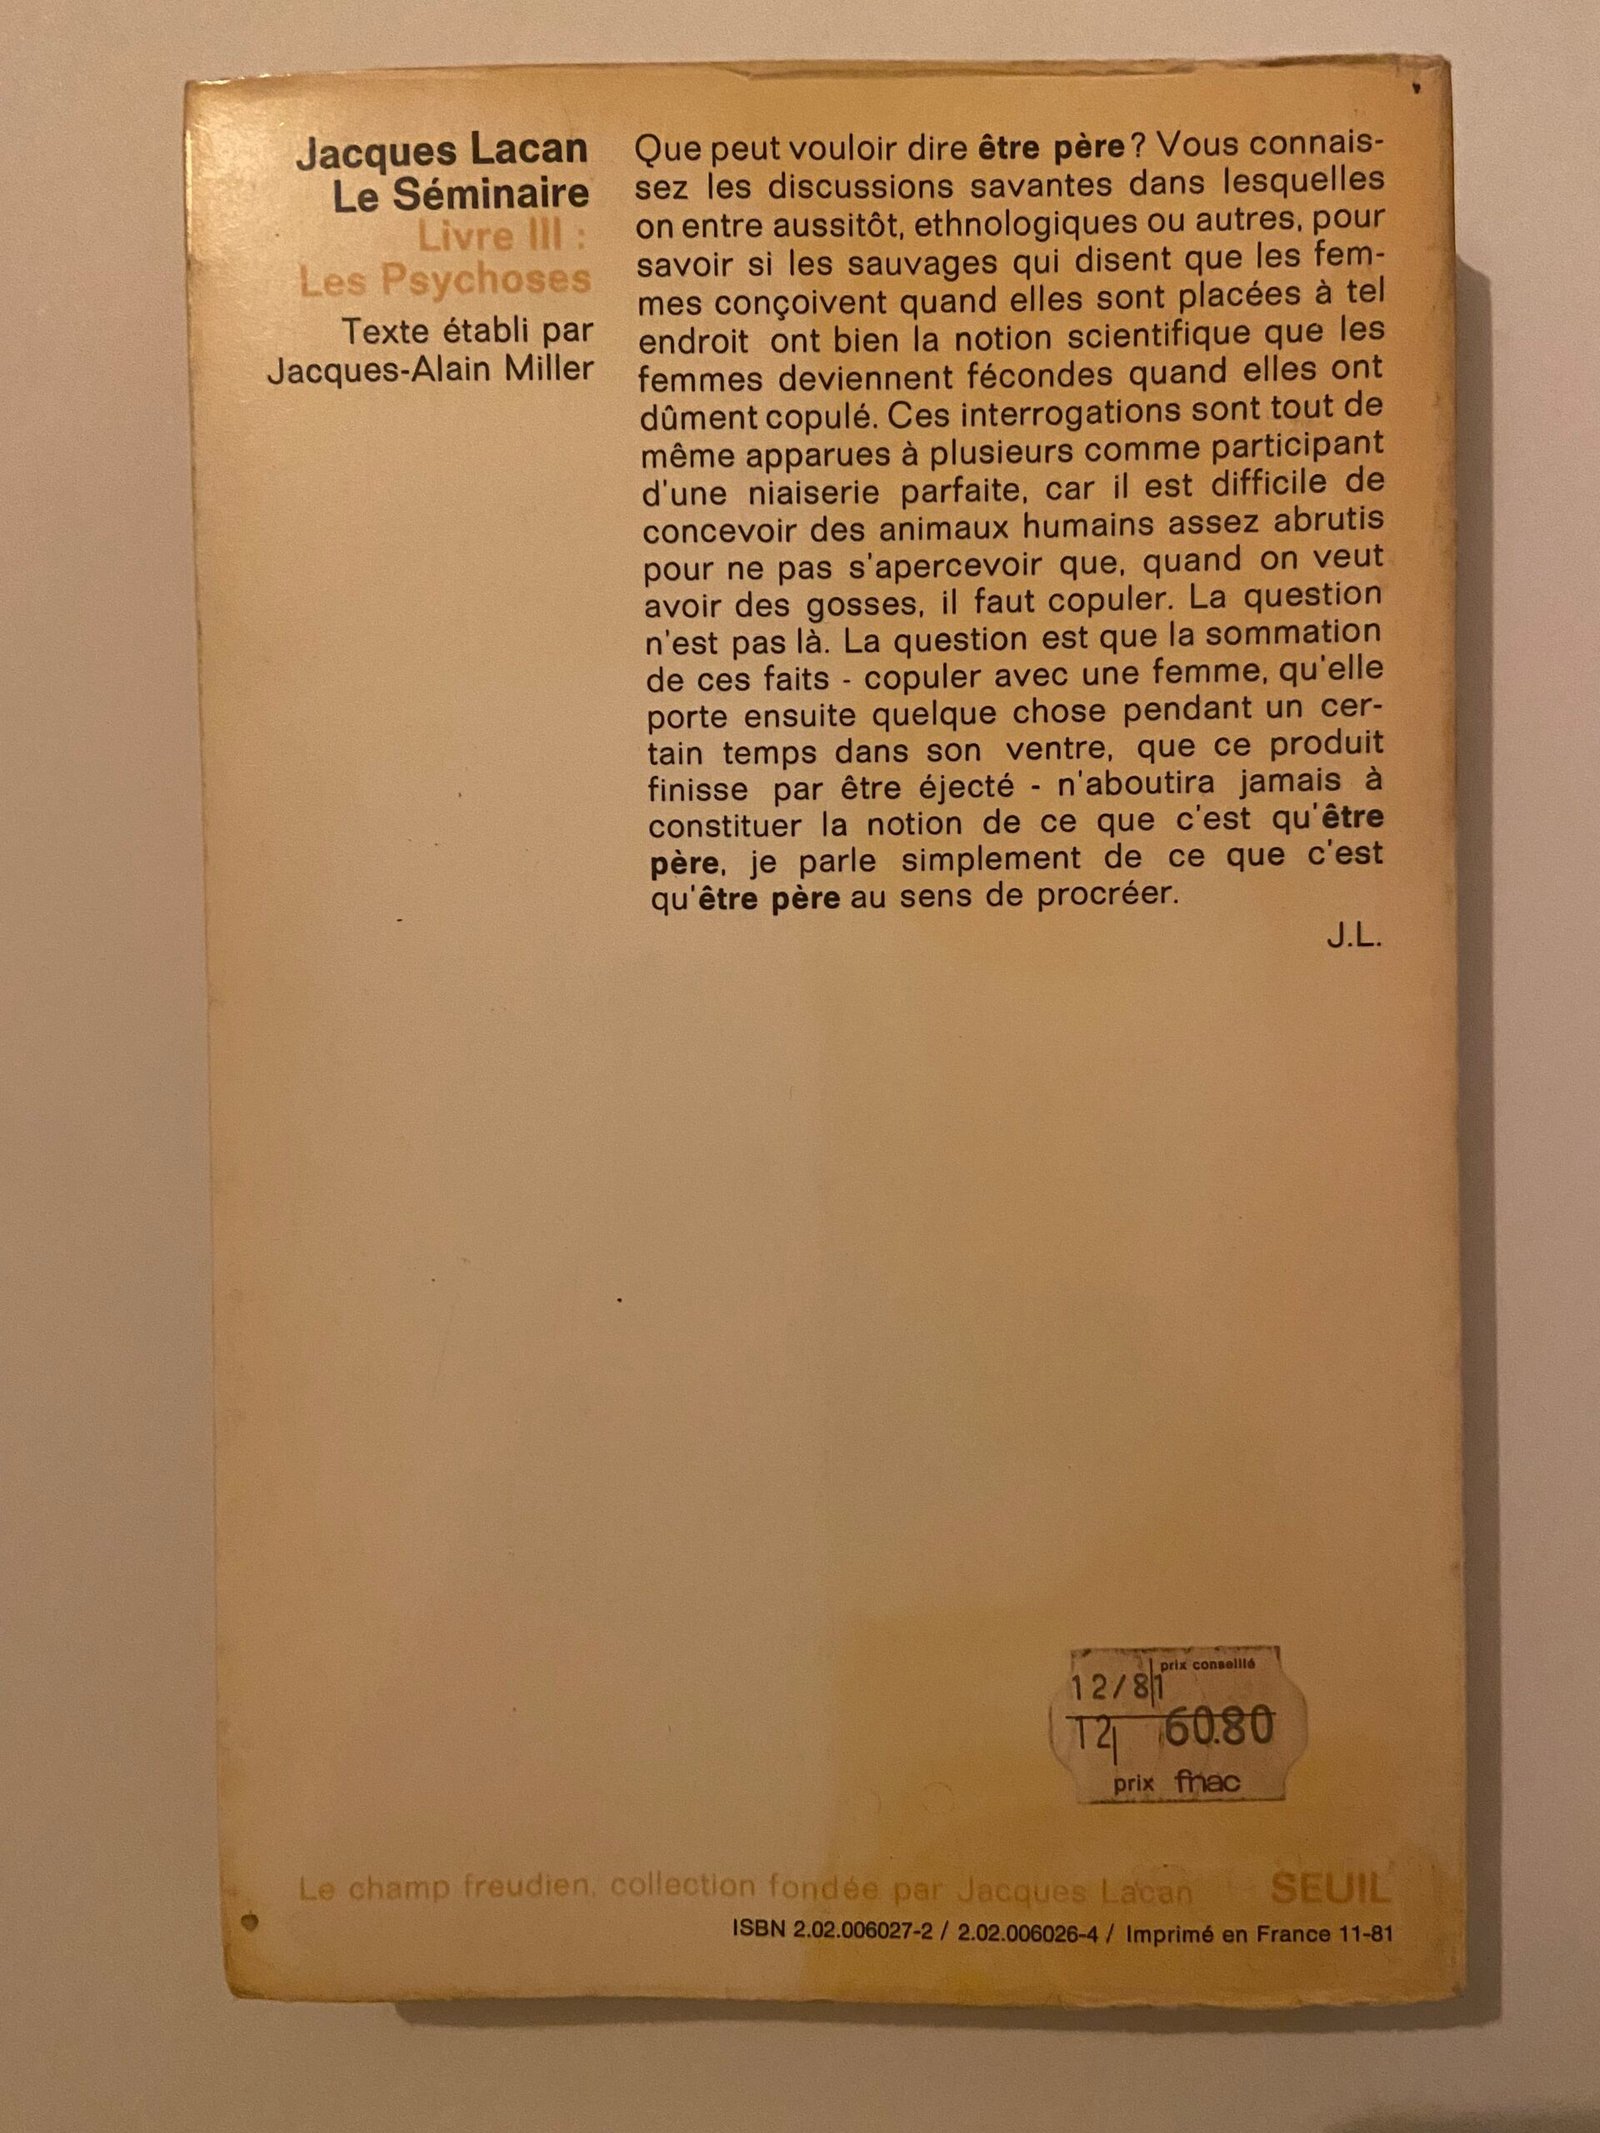 Jacques Lacan
Le Séminaire
Livre III :
Les Psychoses
Texte établi par
Jacques-Alain Miller
Que peut vouloir dire être père? Vous connais-
sez les discussions savantes dans lesquelles
on entre aussitôt, ethnologiques ou autres, pour
savoir si les sauvages qui disent que les fem-
mes conçoivent quand elles sont placées à tel
endroit ont bien la notion scientifique que les
femmes deviennent fécondes quand elles ont
dûment copulé. Ces interrogations sont tout de
même apparues à plusieurs comme participant
d'une niaiserie parfaite, car il est difficile de
concevoir des animaux humains assez abrutis
pour ne pas s'apercevoir que, quand on veut
avoir des gosses, il faut copuler. La question
n'est pas là. La question est que la sommation
de ces faits - copuler avec une femme, qu'elle
porte ensuite quelque chose pendant un cer-
tain temps dans son ventre, que ce produit
finisse par être éjecté - n'aboutira jamais à
constituer la notion de ce que c'est qu'être
père, je parle simplement de ce que c'est
qu'être père au sens de procréer.
J.L.
prix conseillé
12/81
T2 60.80
prix fnac
Le champ freudien, collection fondée par Jacques Lacan SEUIL
ISBN 2.02.006027-2 / 2.02.006026-4 / Imprimé en France 11-81